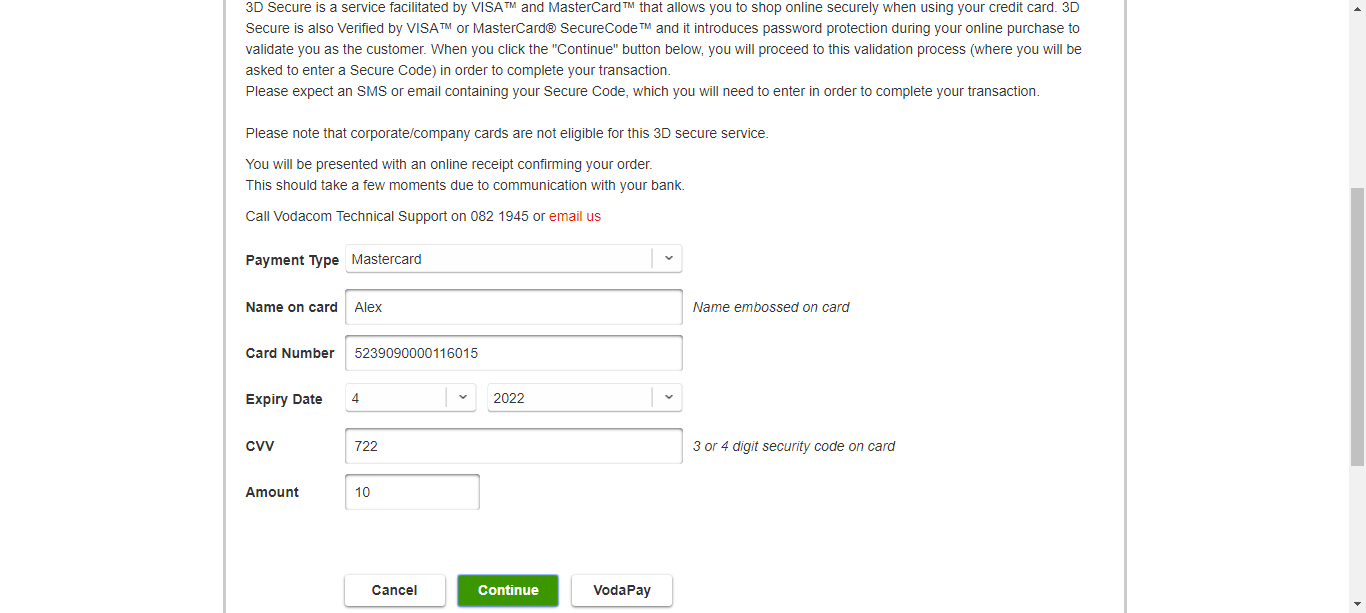 3D Secure is a service facilitated by VISA™ and MasterCard™ that allows you to shop online securely when using your credit card. 3D
Secure is also Verified by VISA™ or MasterCard® SecureCode™ and it introduces password protection during your online purchase to
validate you as the customer. When you click the "Continue" button below, you will proceed to this validation process (where you will be
asked to enter a Secure Code) in order to complete your transaction.
Please expect an SMS or email containing your Secure Code, which you will need to enter in order to complete your transaction.
Please note that corporate/company cards are not eligible for this 3D secure service.
You will be presented with an online receipt confirming your order.
This should take a few moments due to communication with your bank.
Call Vodacom Technical Support on 082 1945 or email us
Payment Type Mastercard
Name on card Alex Name embossed on card
Card Number 5239090000116015
Expiry Date 4 2022
CVV 722 3 or 4 digit security code on card
Amount 10
Cancel Continue VodaPay